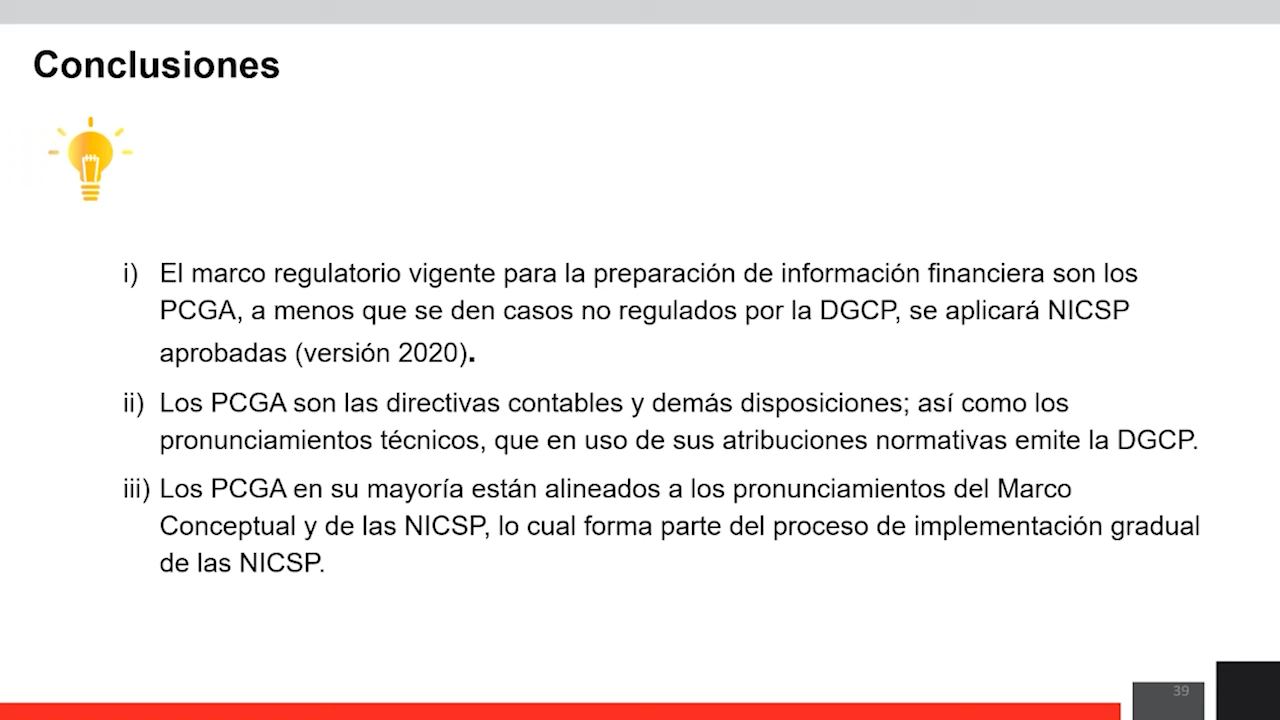 Conclusiones
i) El marco regulatorio vigente para la preparación de información financiera son los
PCGA, a menos que se den casos no regulados por la DGCP, se aplicará NICSP
aprobadas (versión 2020).
ii) Los PCGA son las directivas contables y demás disposiciones; así como los
pronunciamientos técnicos, que en uso de sus atribuciones normativas emite la DGCP.
iii) Los PCGA en su mayoría están alineados a los pronunciamientos del Marco
Conceptual y de las NICSP, lo cual forma parte del proceso de implementación gradual
de las NICSP.
39